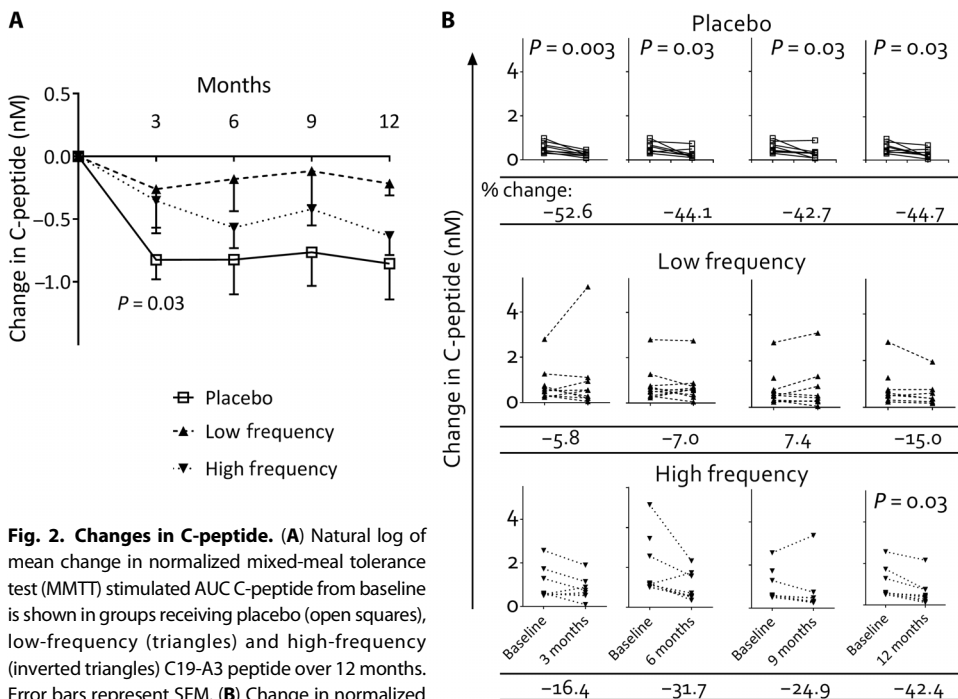 A
Months
3 6 9 12
0.5
0.0
−0.5
−1.0
Change in C-peptide (nM)
P = 0.03
Placebo
Low frequency
High frequency
Fig. 2. Changes in C-peptide. (A) Natural log of
mean change in normalized mixed-meal tolerance
test (MMTT) stimulated AUC C-peptide from baseline
is shown in groups receiving placebo (open squares),
low-frequency (triangles) and high-frequency
(inverted triangles) C19-A3 peptide over 12 months.
Error bars represent SEM. (B) Change in normalized
B
Change in C-peptide (nM)
Placebo
P = 0.003 P = 0.03 P = 0.03 P = 0.03
4
2
0
% change:
−52.6 −44.1 −42.7 −44.7
Low frequency
4
2
0
−5.8 −7.0 7.4 −15.0
High frequency
P = 0.03
4
2
0
Baseline 3 months Baseline 6 months Baseline 9 months Baseline 12 months
−16.4 −31.7 −24.9 −42.4